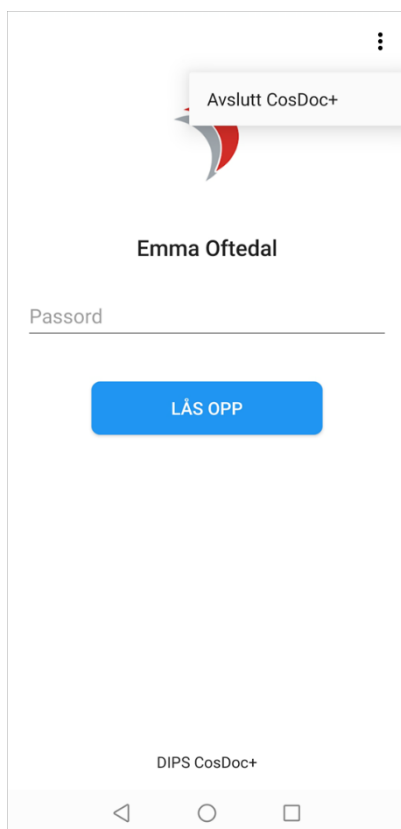 Avslutt CosDoc+
Emma Oftedal
Passord
LÅS OPP
DIPS CosDoc+